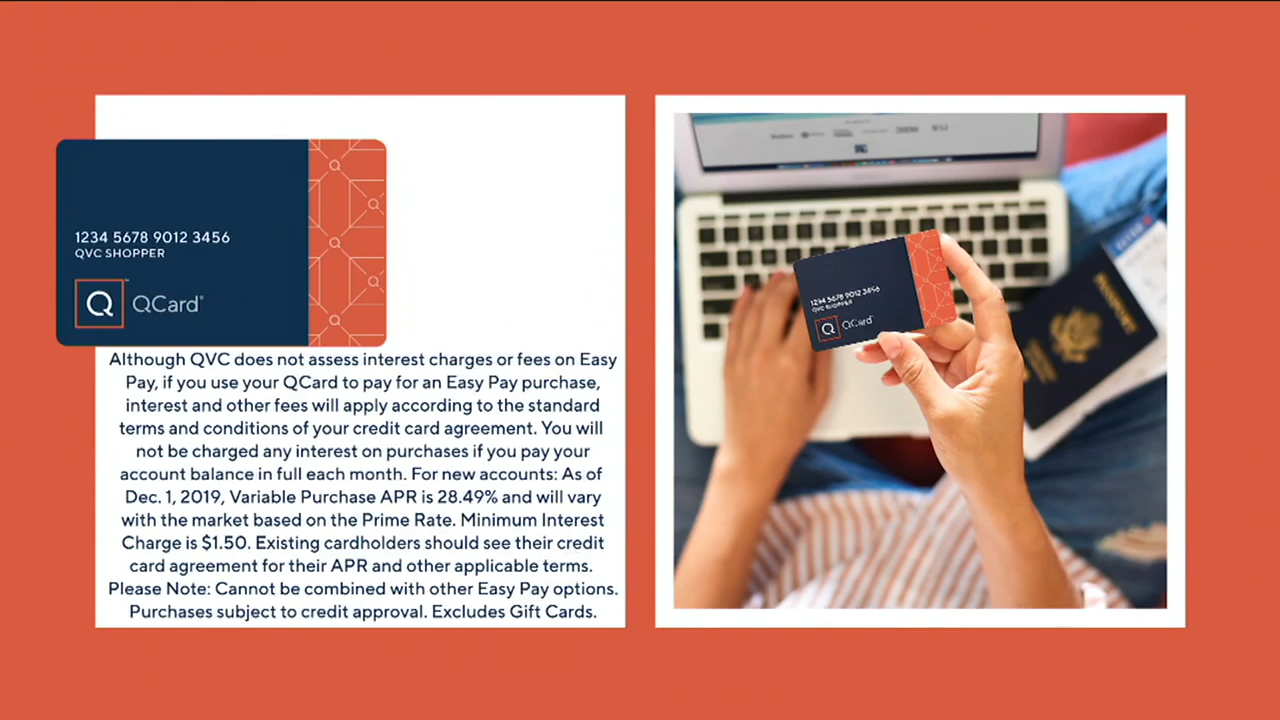 1234 5678 9012 3456
QVC SHOPPER
Q QCard®
Although QVC does not assess interest charges or fees on Easy
Pay, if you use your QCard to pay for an Easy Pay purchase,
interest and other fees will apply according to the standard
terms and conditions of your credit card agreement. You will
not be charged any interest on purchases if you pay your
account balance in full each month. For new accounts: As of
Dec. 1, 2019, Variable Purchase APR is 28.49% and will vary
with the market based on the Prime Rate. Minimum Interest
Charge is $1.50. Existing cardholders should see their credit
card agreement for their APR and other applicable terms.
Please Note: Cannot be combined with other Easy Pay options.
Purchases subject to credit approval. Excludes Gift Cards.
1234 5678 9012 3456
QVC SHOPPER
Q QCard
PASSPORT